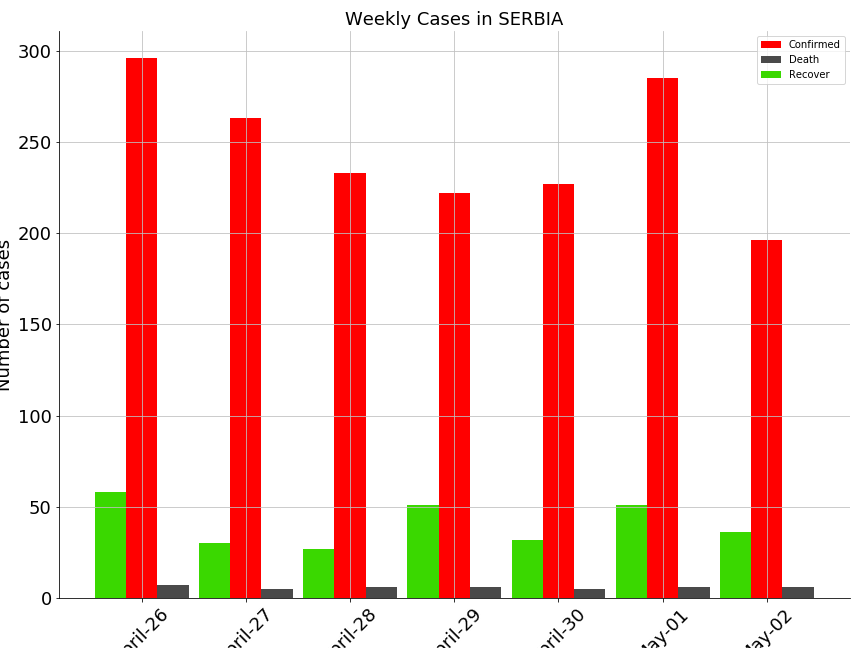 Weekly Cases in SERBIA
Confirmed
Death
Recover
Number of cases
300
250
200
150
100
50
0
pril-26
pril-27
pril-28
pril-29
pril-30
May-01
May-02